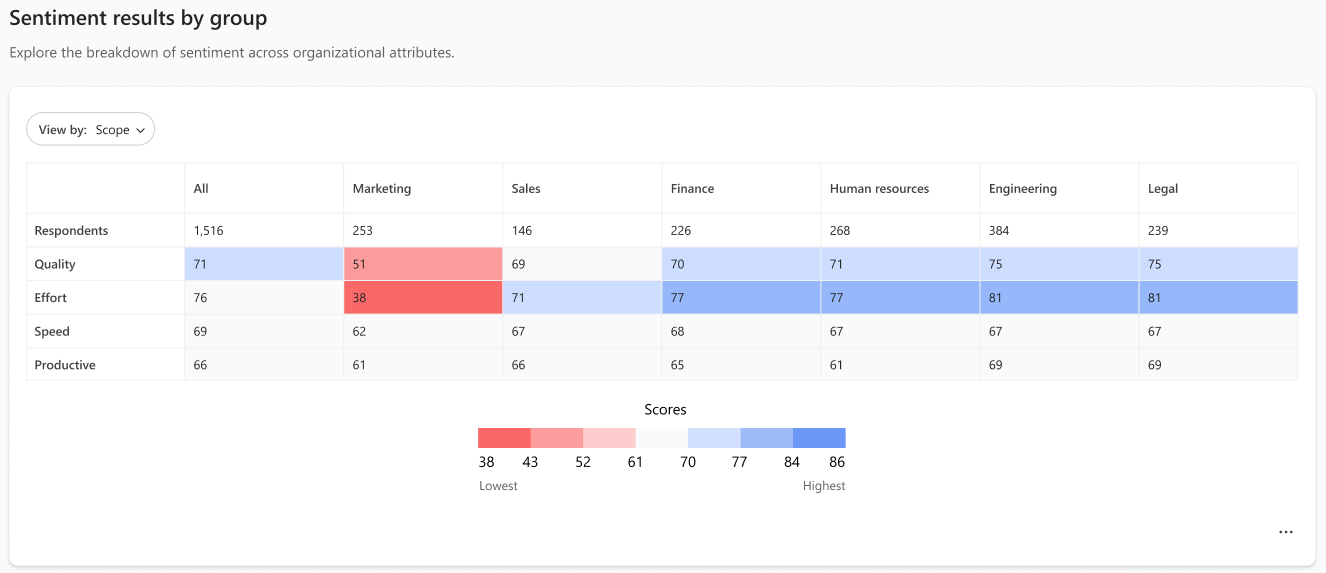 Sentiment results by group
Explore the breakdown of sentiment across organizational attributes.
View by: Scope
All Marketing Sales Finance Human resources Engineering Legal
Respondents 1,516 253 146 226 268 384 239
Quality 71 51 69 70 71 75 75
Effort 76 38 71 77 77 81 81
Speed 69 62 67 68 67 67 67
Productive 66 61 66 65 61 69 69
Scores
38 43 52 61 70 77 84 86
Lowest Highest